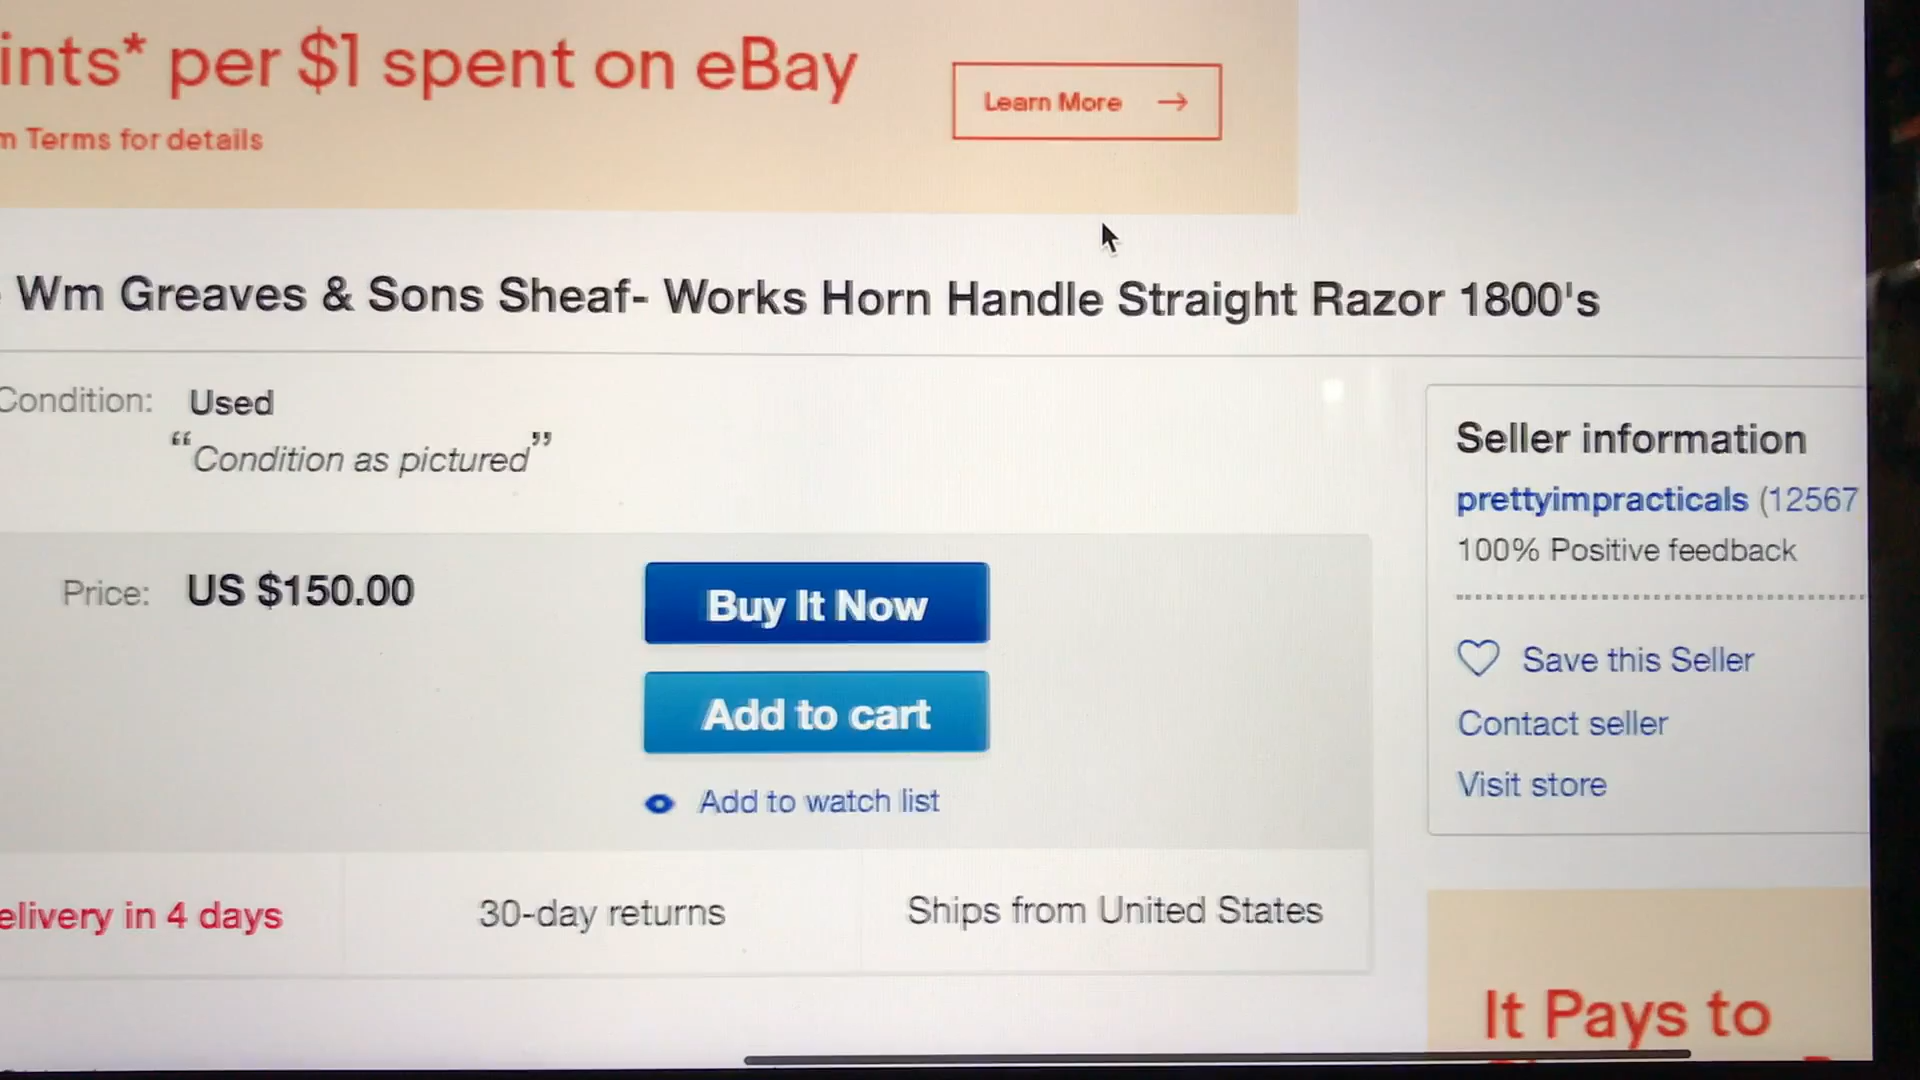 ints* per $1 spent on eBay
Learn More →
m Terms for details
Wm Greaves & Sons Sheaf- Works Horn Handle Straight Razor 1800's
Condition: Used
“Condition as pictured”
Price: US $150.00
Buy It Now
Add to cart
Add to watch list
elivery in 4 days
30-day returns
Ships from United States
Seller information
prettyimpracticals (12567
100% Positive feedback
Save this Seller
Contact seller
Visit store
It Pays to